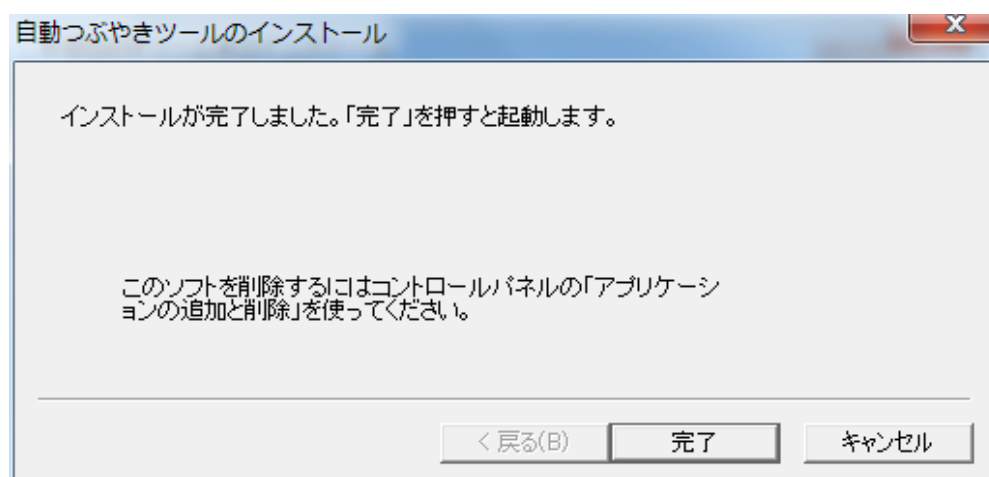 自動つぶやきツールのインストール
インストールが完了しました。「完了」を押すと起動します。
このソフトを削除するにはコントロールパネルの「アプリケーシ
ョンの追加と削除」を使ってください。
< 戻る(B) 完了 キャンセル